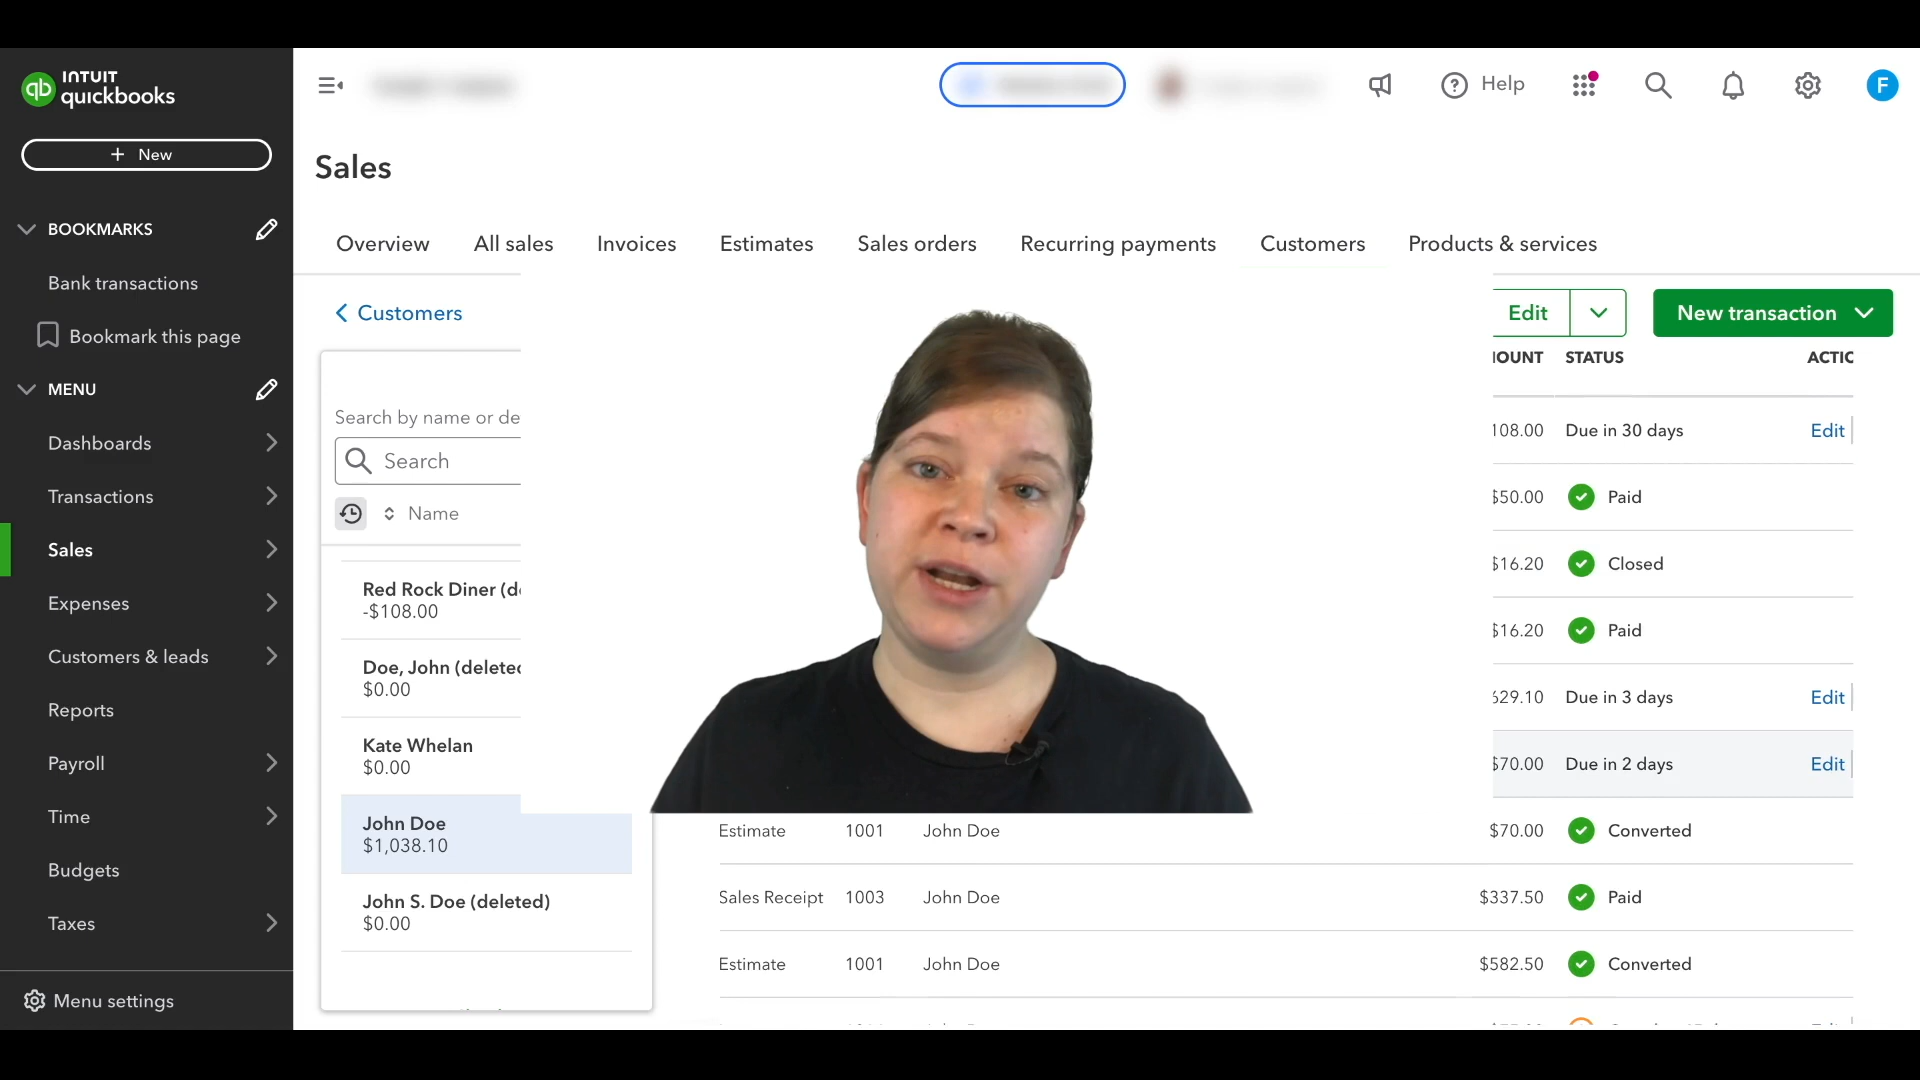 INTUIT
quickbooks
+ New
BOOKMARKS
Bank transactions
Bookmark this page
MENU
Dashboards
Transactions
Sales
Expenses
Customers & leads
Reports
Payroll
Time
Budgets
Taxes
Menu settings
Help
F
Sales
Overview All sales Invoices Estimates Sales orders Recurring payments Customers Products & services
Customers
Edit New transaction
Search by name or de
Search
Name
Red Rock Diner (d
-$108.00
Doe, John (deleted
$0.00
Kate Whelan
$0.00
John Doe
$1,038.10
John S. Doe (deleted)
$0.00
OUNT STATUS ACTIO
108.00 Due in 30 days Edit
$50.00 Paid
$16.20 Closed
$16.20 Paid
629.10 Due in 3 days Edit
$70.00 Due in 2 days Edit
Estimate 1001 John Doe $70.00 Converted
Sales Receipt 1003 John Doe $337.50 Paid
Estimate 1001 John Doe $582.50 Converted